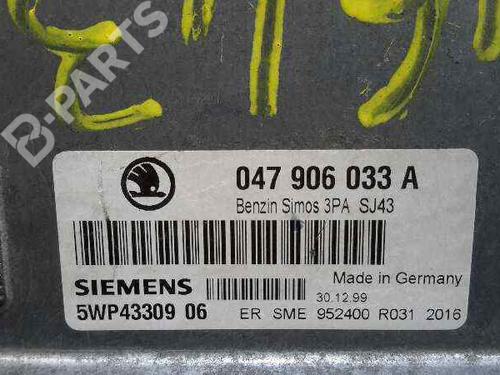 B-PARTS
047 906 033 A
Benzin Simos 3PA SJ43
SIEMENS
Made in Germany
30.12.99
5WP43309 06
ER SME 952400 R031 2016